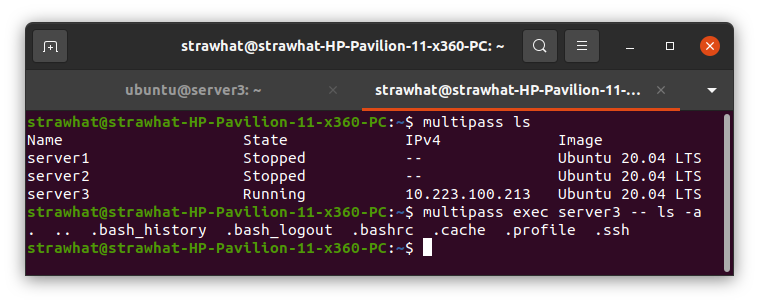 strawhat@strawhat-HP-Pavilion-11-x360-PC: ~
ubuntu@server3: ~ strawhat@strawhat-HP-Pavilion-11-...
strawhat@strawhat-HP-Pavilion-11-x360-PC:~$ multipass ls
Name State IPv4 Image
server1 Stopped -- Ubuntu 20.04 LTS
server2 Stopped -- Ubuntu 20.04 LTS
server3 Running 10.223.100.213 Ubuntu 20.04 LTS
strawhat@strawhat-HP-Pavilion-11-x360-PC:~$ multipass exec server3 -- ls -a
. .. .bash_history .bash_logout .bashrc .cache .profile .ssh
strawhat@strawhat-HP-Pavilion-11-x360-PC:~$